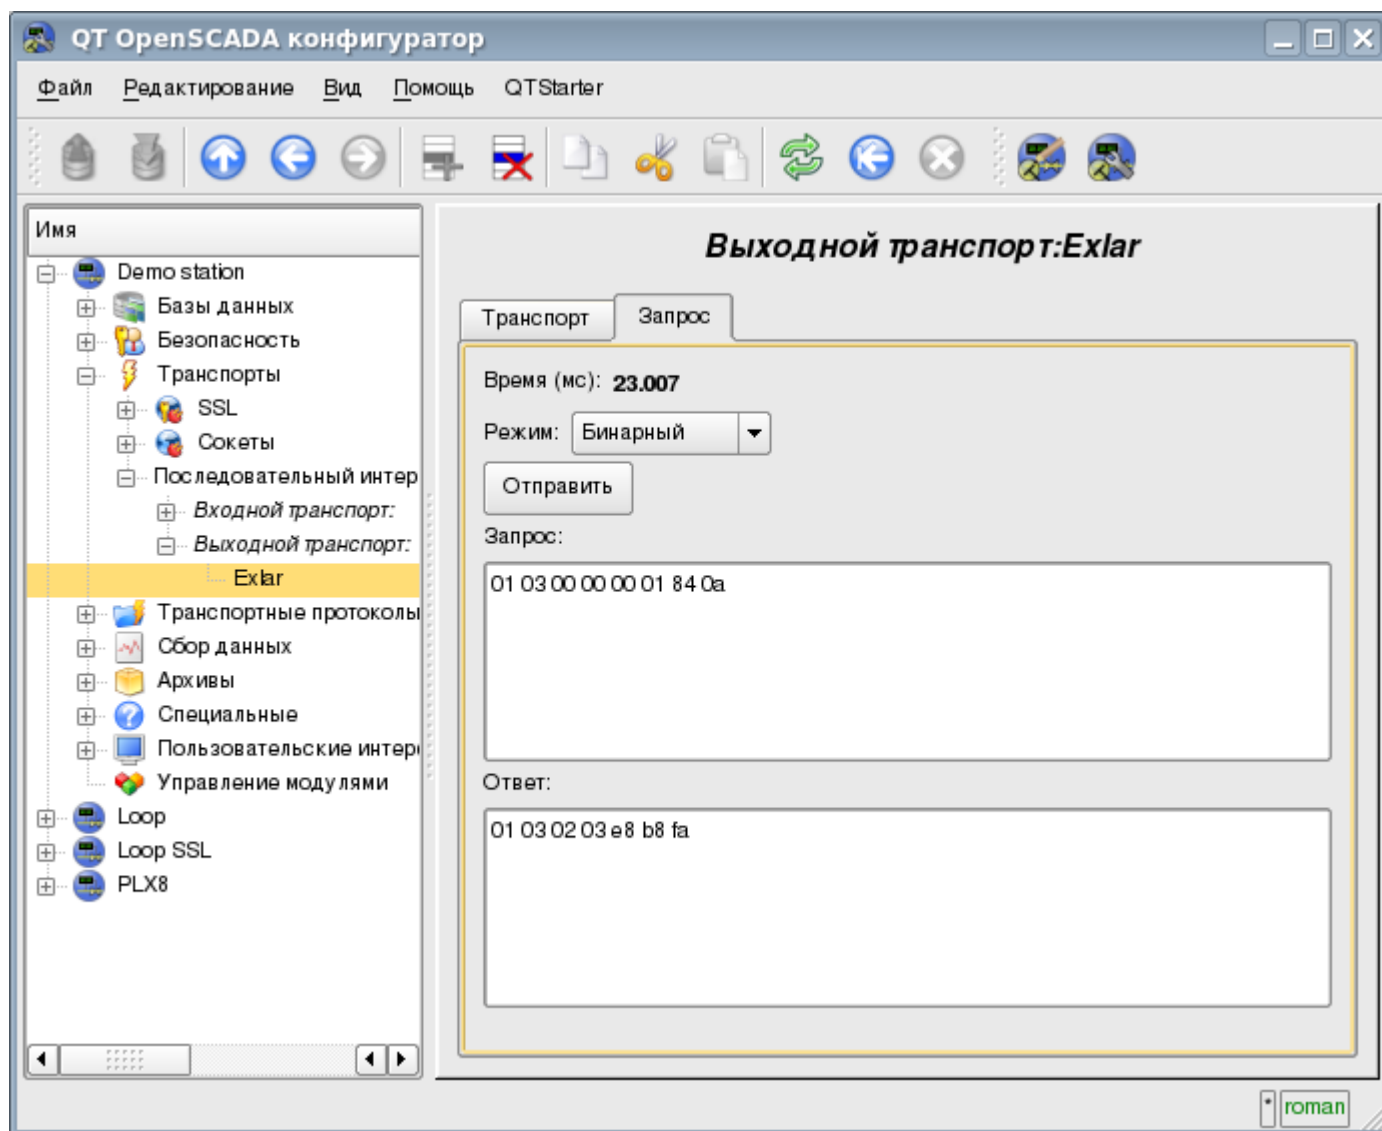 QT OpenSCADA конфигуратор
Файл Редактирование Вид Помощь QTStarter
Имя
Demo station
Базы данных
Безопасность
Транспорты
SSL
Сокеты
Последовательный интер
Входной транспорт:
Выходной транспорт:
Exlar
Транспортные протоколы
Сбор данных
Архивы
Специальные
Пользовательские интер
Управление модулями
Loop
Loop SSL
PLX8
Выходной транспорт:Exlar
Транспорт Запрос
Время (мс): 23.007
Режим: Бинарный
Отправить
Запрос:
01 03 00 00 00 01 84 0a
Ответ:
01 03 02 03 e8 b8 fa
* roman